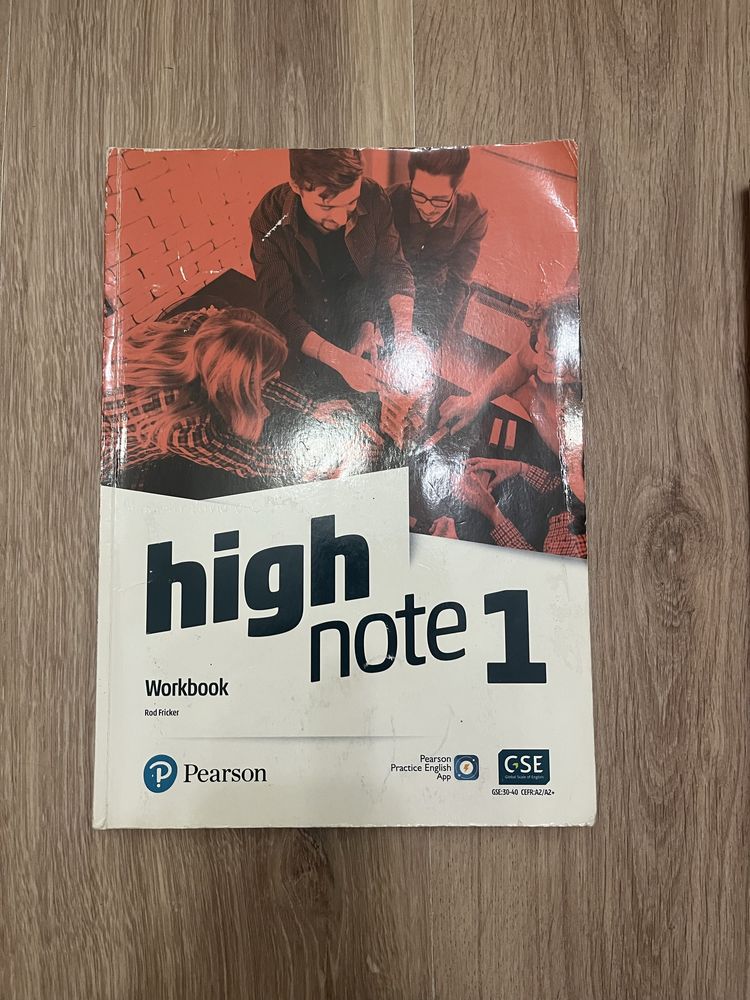 high
note 1
Workbook
Rod Fricker
Pearson
Pearson
Practice English
App
GSE
Global Scale of English
GSE:30-40 CEFR:A2/A2+